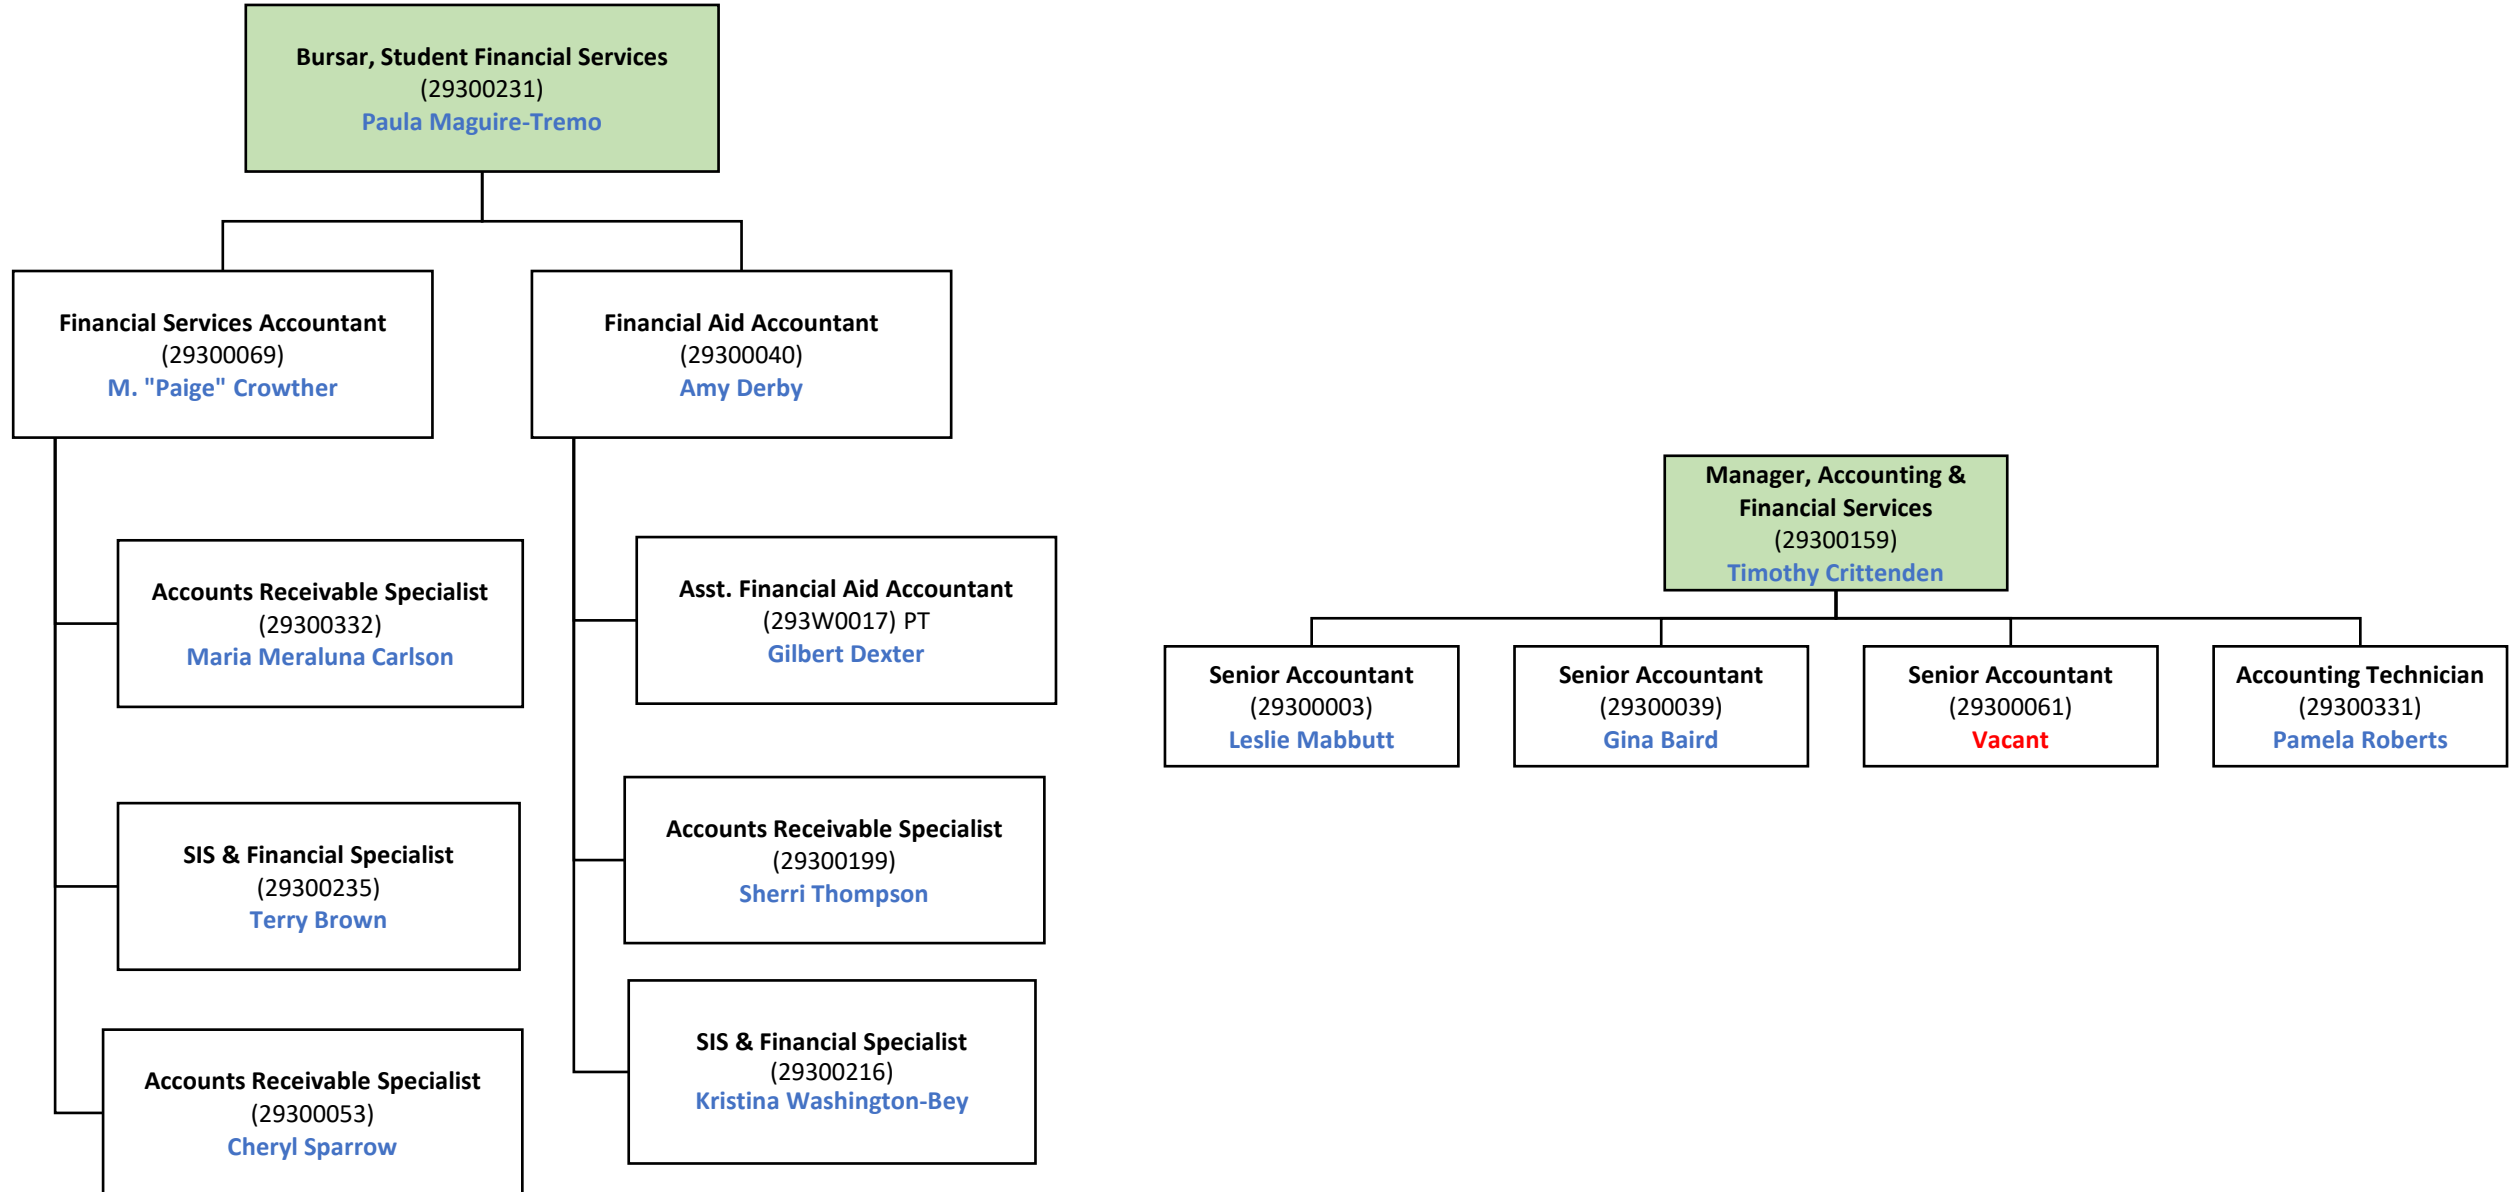 Bursar, Student Financial Services
(29300231)
Paula Maguire-Tremo
Financial Services Accountant
(29300069)
M. "Paige" Crowther
Financial Aid Accountant
(29300040)
Amy Derby
Accounts Receivable Specialist
(29300332)
Maria Meraluna Carlson
Asst. Financial Aid Accountant
(293W0017) PT
Gilbert Dexter
SIS & Financial Specialist
(29300235)
Terry Brown
Accounts Receivable Specialist
(29300199)
Sherri Thompson
Accounts Receivable Specialist
(29300053)
Cheryl Sparrow
SIS & Financial Specialist
(29300216)
Kristina Washington-Bey
Manager, Accounting &
Financial Services
(29300159)
Timothy Crittenden
Senior Accountant
(29300003)
Leslie Mabbutt
Senior Accountant
(29300039)
Gina Baird
Senior Accountant
(29300061)
Vacant
Accounting Technician
(29300331)
Pamela Roberts